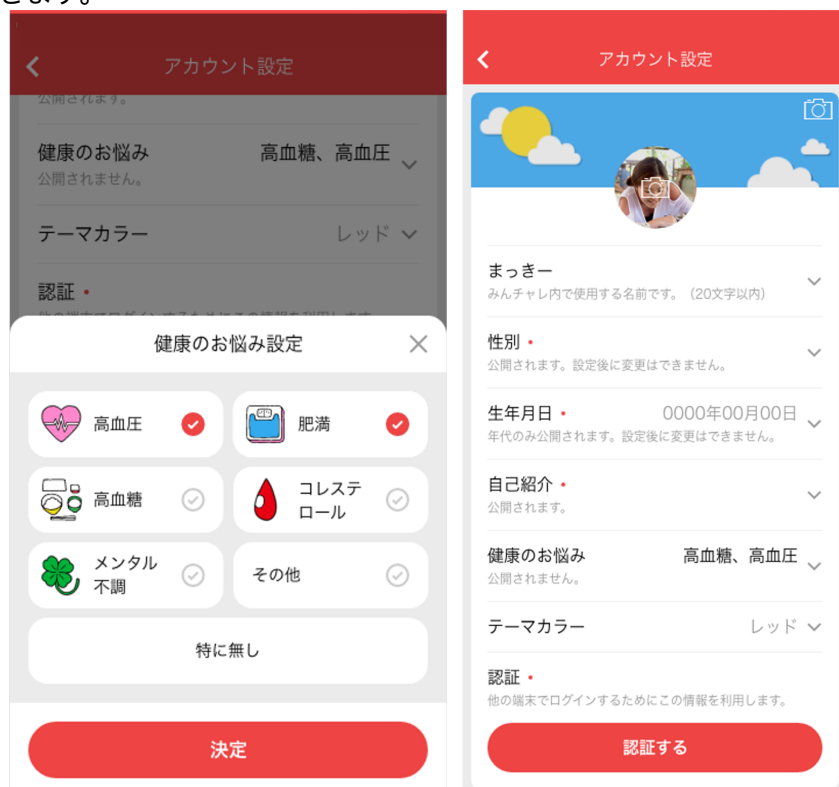 きます。
アカウント設定
公開されます。
健康のお悩み 高血糖、高血圧
公開されません。
テーマカラー レッド
認証・
健康のお悩み設定
高血圧 肥満
高血糖 コレステ
ロール
メンタル
不調 その他
特に無し
決定
アカウント設定
まっきー
みんチャレ内で使用する名前です。(20文字以内)
性別・
公開されます。設定後に変更はできません。
生年月日・ 0000年00月00日
年代のみ公開されます。設定後に変更はできません。
自己紹介・
公開されます。
健康のお悩み 高血糖、高血圧
公開されません。
テーマカラー レッド
認証・
他の端末でログインするためにこの情報を利用します。
認証する